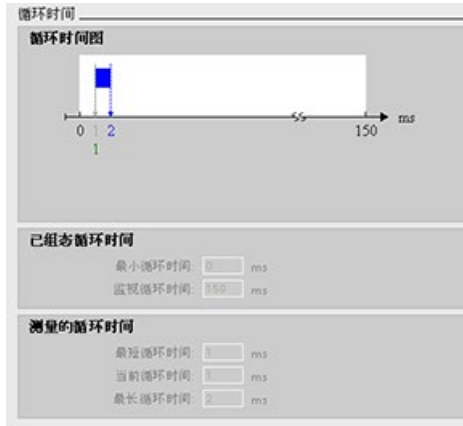 循环时间
循环时间图
ms
0 1 2 150
1
已组态循环时间
最小循环时间: 0 ms
监视循环时间: 150 ms
测量的循环时间
最短循环时间: 1 ms
当前循环时间: 1 ms
最长循环时间: 2 ms